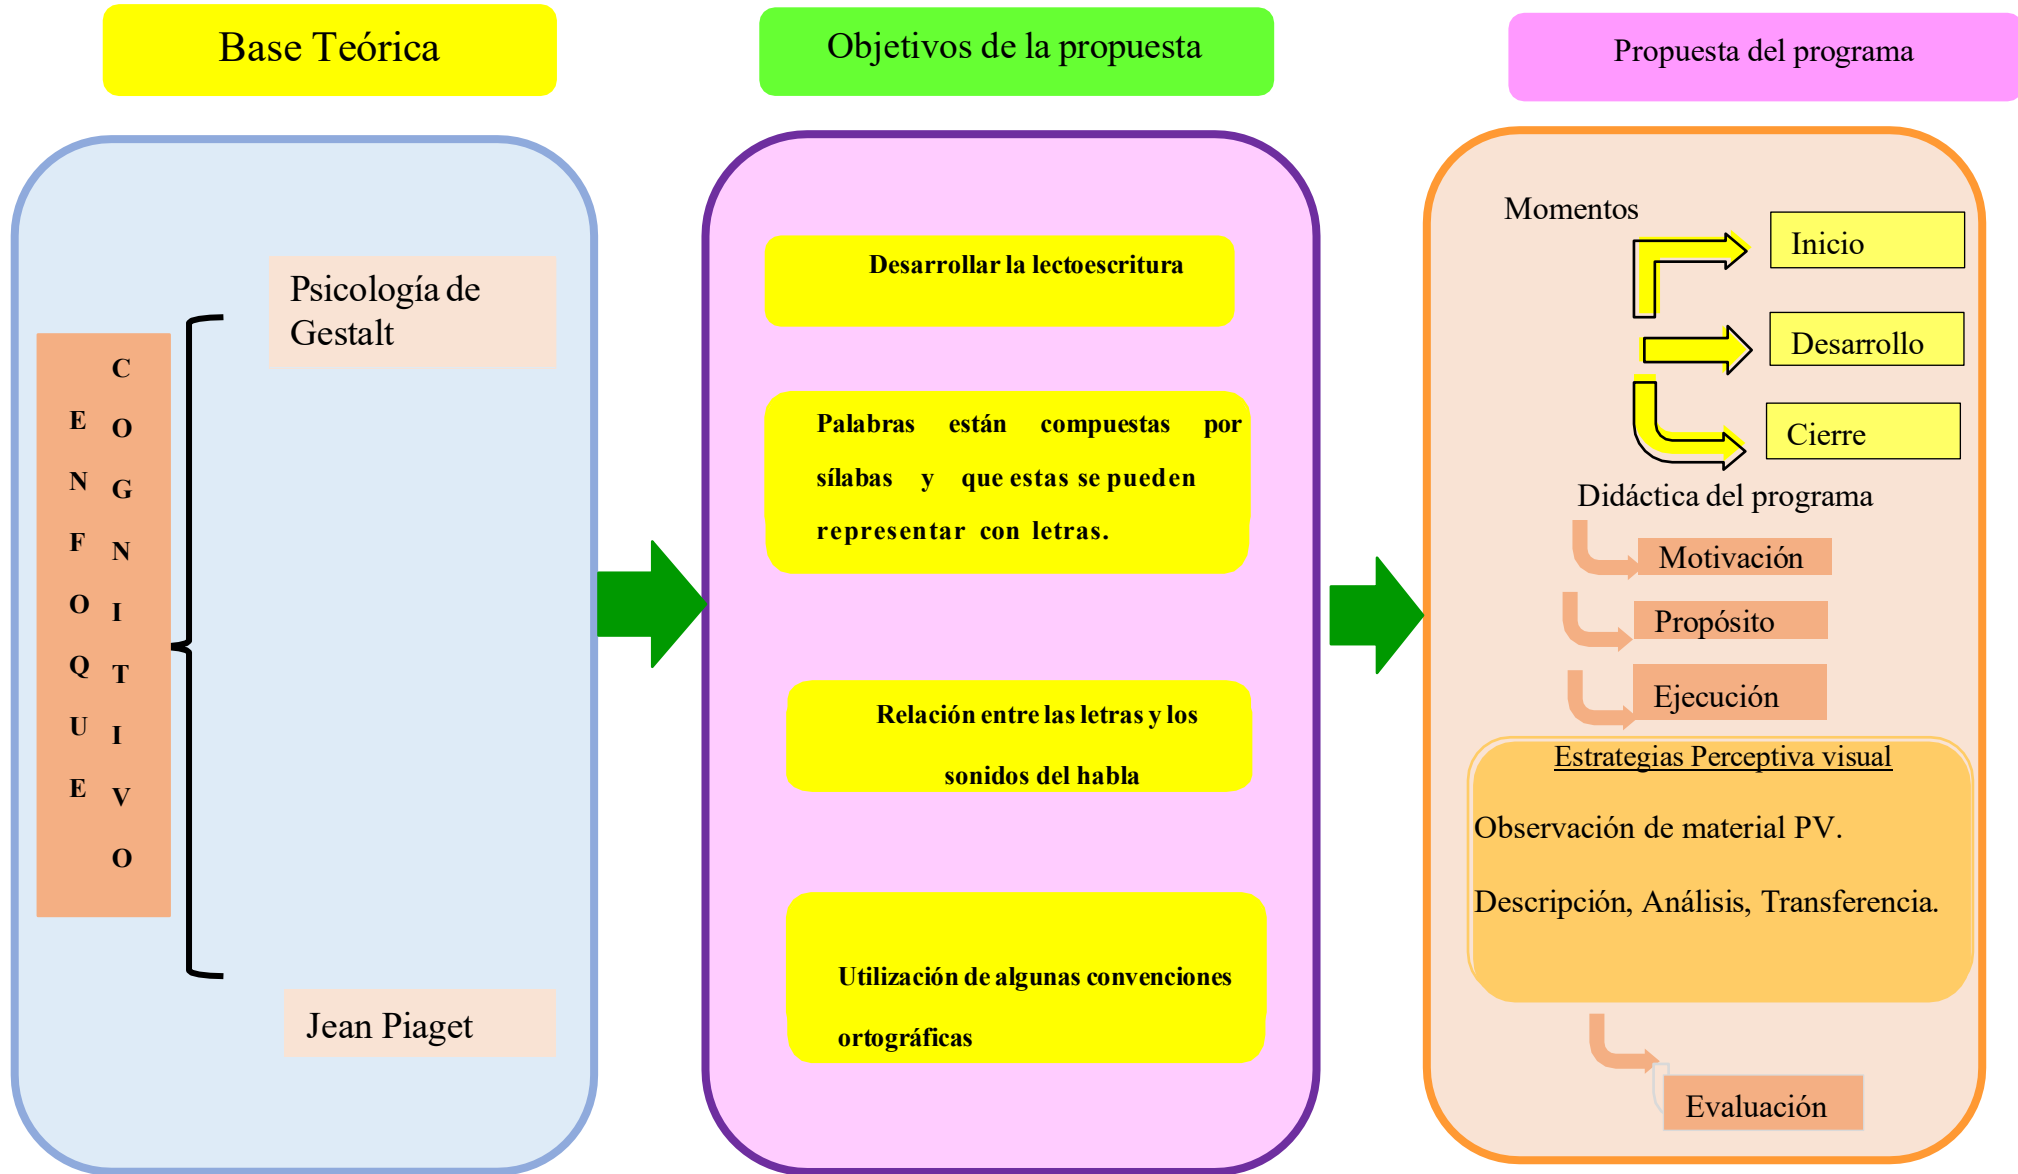 Base Teórica
Objetivos de la propuesta
Propuesta del programa
ENFOQUE
COGNITIVO
Psicología de
Gestalt
Jean Piaget
Desarrollar la lectoescritura
Palabras están compuestas por
sílabas y que estas se pueden
representar con letras.
Relación entre las letras y los
sonidos del habla
Utilización de algunas convenciones
ortográficas
Momentos
Inicio
Desarrollo
Cierre
Didáctica del programa
Motivación
Propósito
Ejecución
Estrategias Perceptiva visual
Observación de material PV.
Descripción, Análisis, Transferencia.
Evaluación